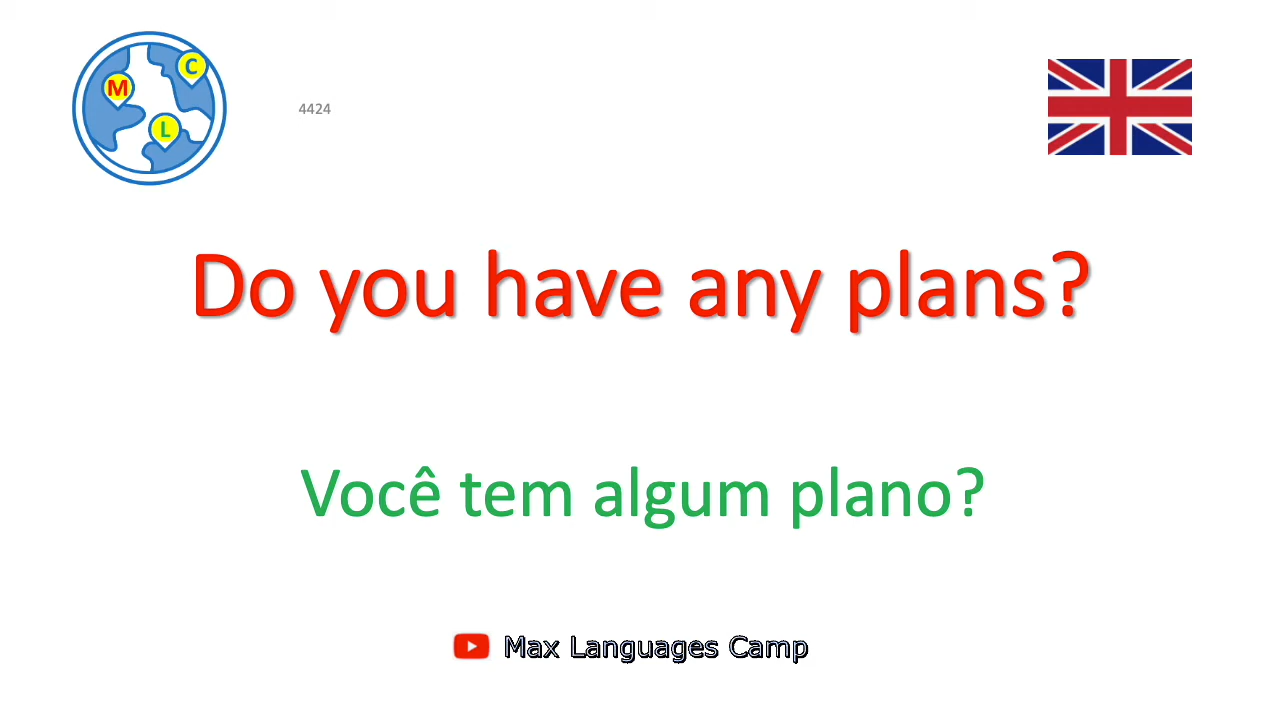 M
C
L
4424
Do you have any plans?
Você tem algum plano?
Max Languages Camp